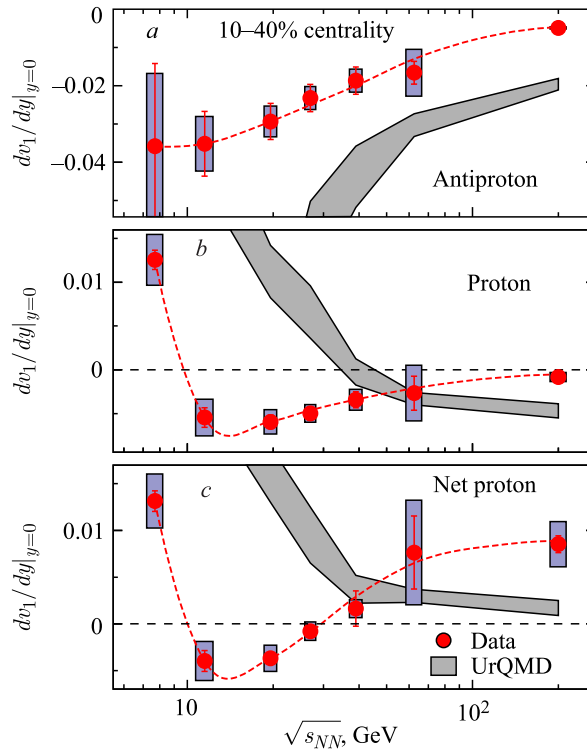 a 10–40% centrality
0
−0.02
−0.04
dv₁/dy|y=0
Antiproton
b
Proton
0.01
0
dv₁/dy|y=0
c
Net proton
0.01
0
dv₁/dy|y=0
Data
UrQMD
10
10²
√sNN, GeV